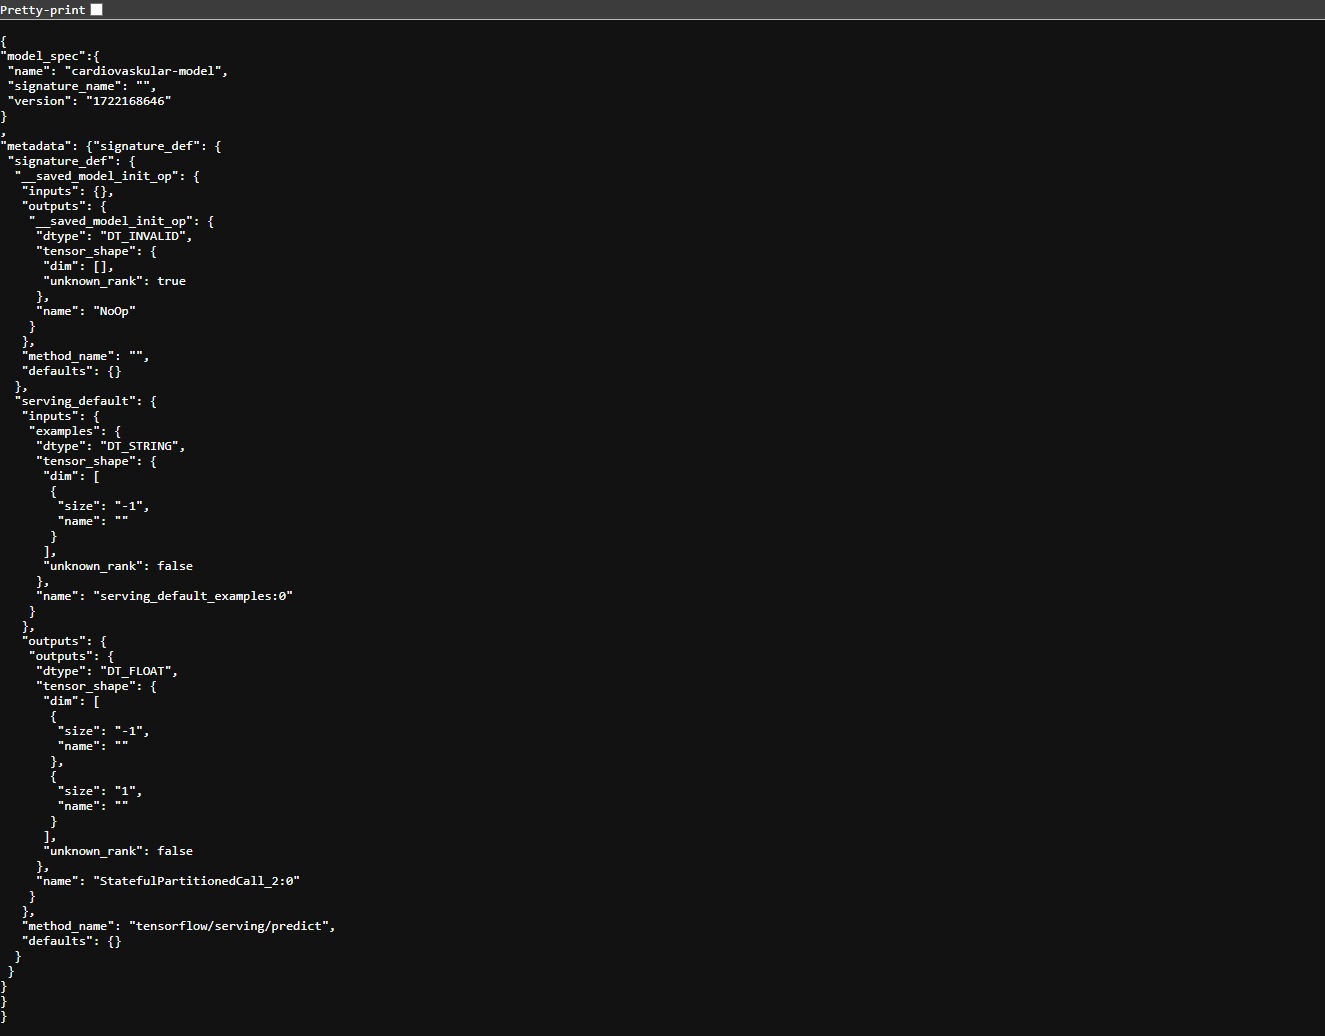 Pretty-print
{
"model_spec":{
 "name": "cardiovaskular-model",
 "signature_name": "",
 "version": "1722168646"
}
,
"metadata": {"signature_def": {
 "signature_def": {
  "__saved_model_init_op": {
   "inputs": {},
   "outputs": {
    "__saved_model_init_op": {
     "dtype": "DT_INVALID",
     "tensor_shape": {
      "dim": [],
      "unknown_rank": true
     },
     "name": "NoOp"
    }
   },
   "method_name": "",
   "defaults": {}
  },
  "serving_default": {
   "inputs": {
    "examples": {
     "dtype": "DT_STRING",
     "tensor_shape": {
      "dim": [
       {
        "size": "-1",
        "name": ""
       }
      ],
      "unknown_rank": false
     },
     "name": "serving_default_examples:0"
    }
   },
   "outputs": {
    "outputs": {
     "dtype": "DT_FLOAT",
     "tensor_shape": {
      "dim": [
       {
        "size": "-1",
        "name": ""
       },
       {
        "size": "1",
        "name": ""
       }
      ],
      "unknown_rank": false
     },
     "name": "StatefulPartitionedCall_2:0"
    }
   },
   "method_name": "tensorflow/serving/predict",
   "defaults": {}
  }
 }
}
}
}